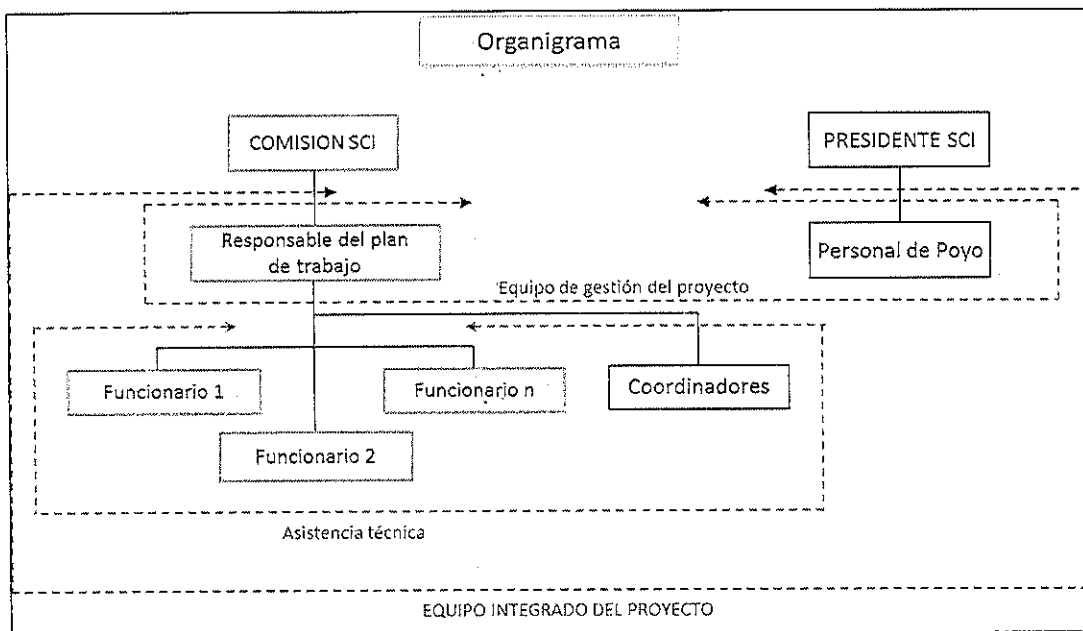 Organigrama
COMISION SCI
PRESIDENTE SCI
Responsable del plan
de trabajo
Personal de Poyo
Equipo de gestión del proyecto
Funcionario 1
Funcionario n
Coordinadores
Funcionario 2
Asistencia técnica
EQUIPO INTEGRADO DEL PROYECTO